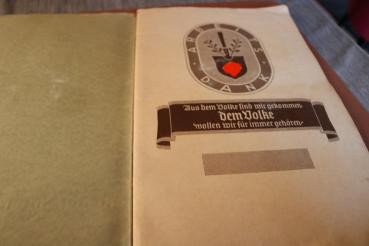 ARBEITS
DANK
Aus dem Volke sind wir gekommen,
dem Volke
wollen wir für immer gehören